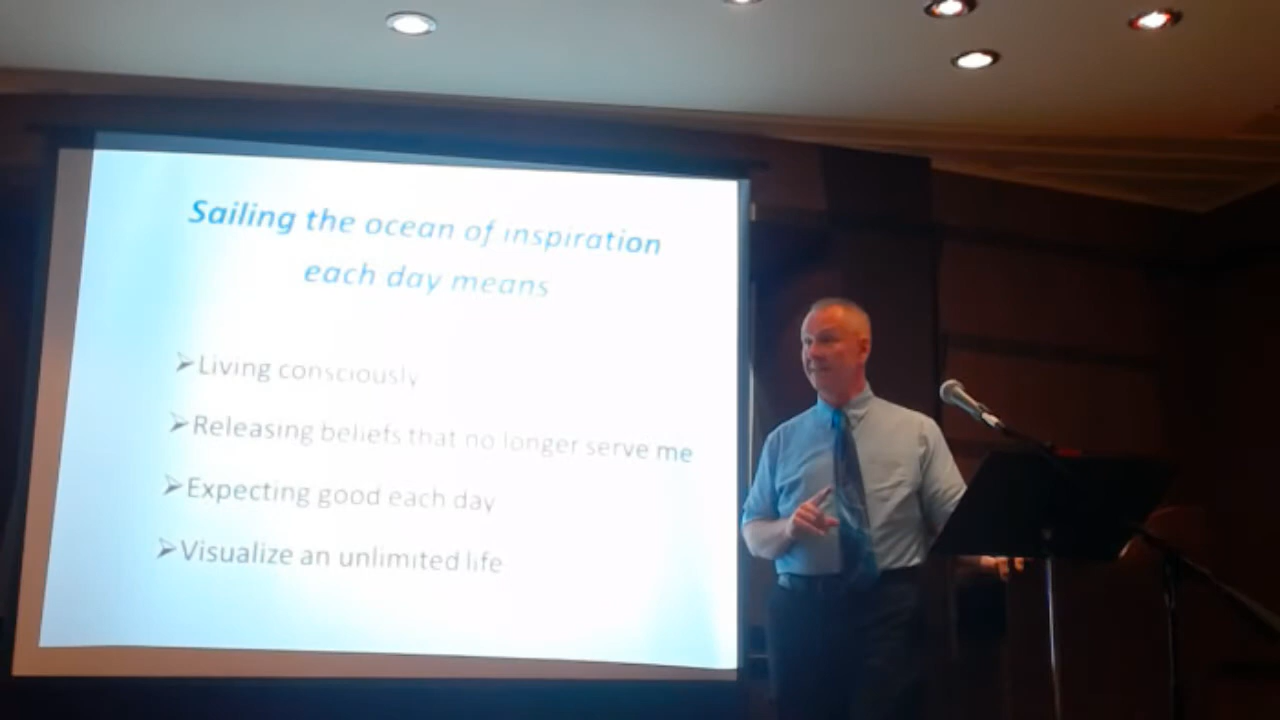 Sailing the ocean of inspiration
each day means
➢Living consciously
➢Releasing beliefs that no longer serve me
➢Expecting good each day
➢Visualize an unlimited life